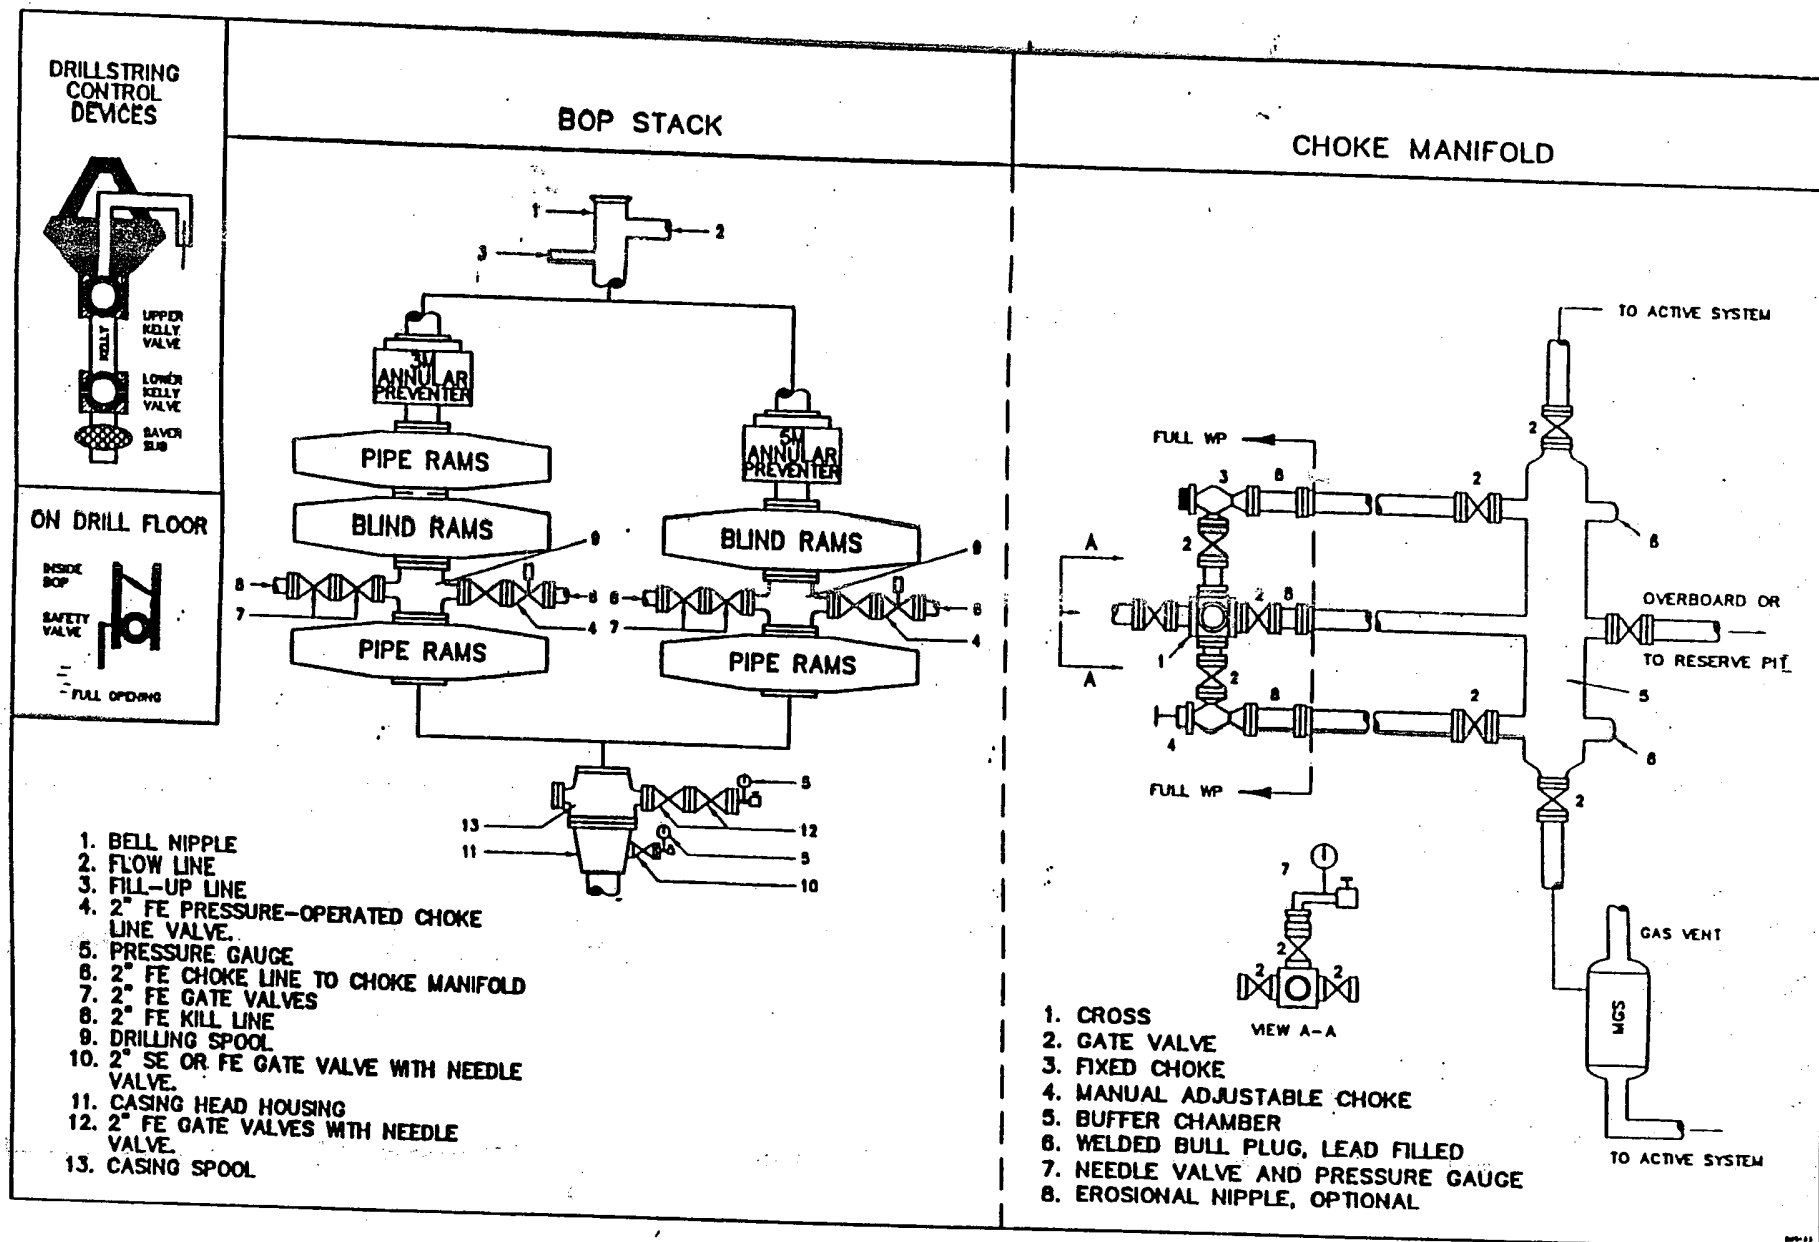 DRILLSTRING
CONTROL
DEVICES
UPPER
KELLY
VALVE
KELLY
LOWER
KELLY
VALVE
SAVER
SUB
ON DRILL FLOOR
INSIDE
BOP
SAFETY
VALVE
FULL OPENING
BOP STACK
1
2
3
3M
ANNULAR
PREVENTER
5M
ANNULAR
PREVENTER
PIPE RAMS
BLIND RAMS
BLIND RAMS
9
9
8
6
6
6
7
4
7
4
PIPE RAMS
PIPE RAMS
5
13
12
11
5
10
1. BELL NIPPLE
2. FLOW LINE
3. FILL-UP LINE
4. 2" FE PRESSURE-OPERATED CHOKE
LINE VALVE.
5. PRESSURE GAUGE
6. 2" FE CHOKE LINE TO CHOKE MANIFOLD
7. 2" FE GATE VALVES
8. 2" FE KILL LINE
9. DRILLING SPOOL
10. 2" SE OR FE GATE VALVE WITH NEEDLE
VALVE.
11. CASING HEAD HOUSING
12. 2" FE GATE VALVES WITH NEEDLE
VALVE.
13. CASING SPOOL
CHOKE MANIFOLD
TO ACTIVE SYSTEM
2
FULL WP
3
8
2
2
6
A
2
8
OVERBOARD OR
TO RESERVE PIT
1
A
2
8
2
5
4
6
FULL WP
2
7
2
2
2
VIEW A-A
GAS VENT
MGS
TO ACTIVE SYSTEM
1. CROSS
2. GATE VALVE
3. FIXED CHOKE
4. MANUAL ADJUSTABLE CHOKE
5. BUFFER CHAMBER
6. WELDED BULL PLUG, LEAD FILLED
7. NEEDLE VALVE AND PRESSURE GAUGE
8. EROSIONAL NIPPLE, OPTIONAL